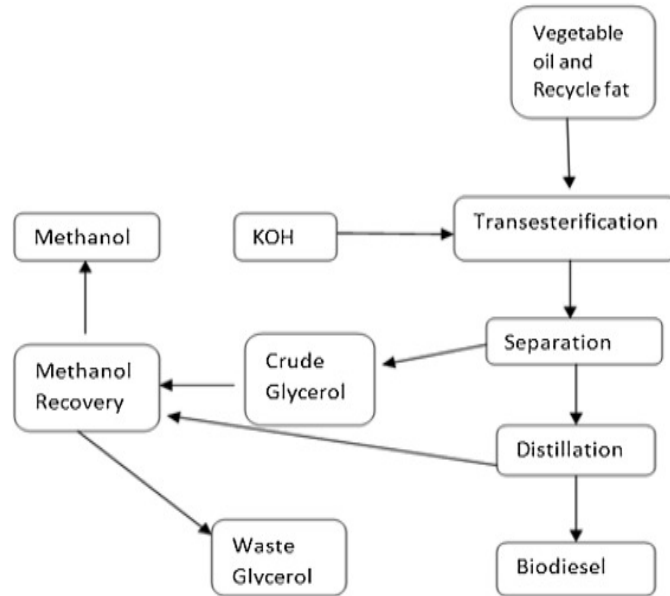 Vegetable
oil and
Recycle fat
Transesterification
KOH
Methanol
Separation
Crude
Glycerol
Methanol
Recovery
Distillation
Waste
Glycerol
Biodiesel